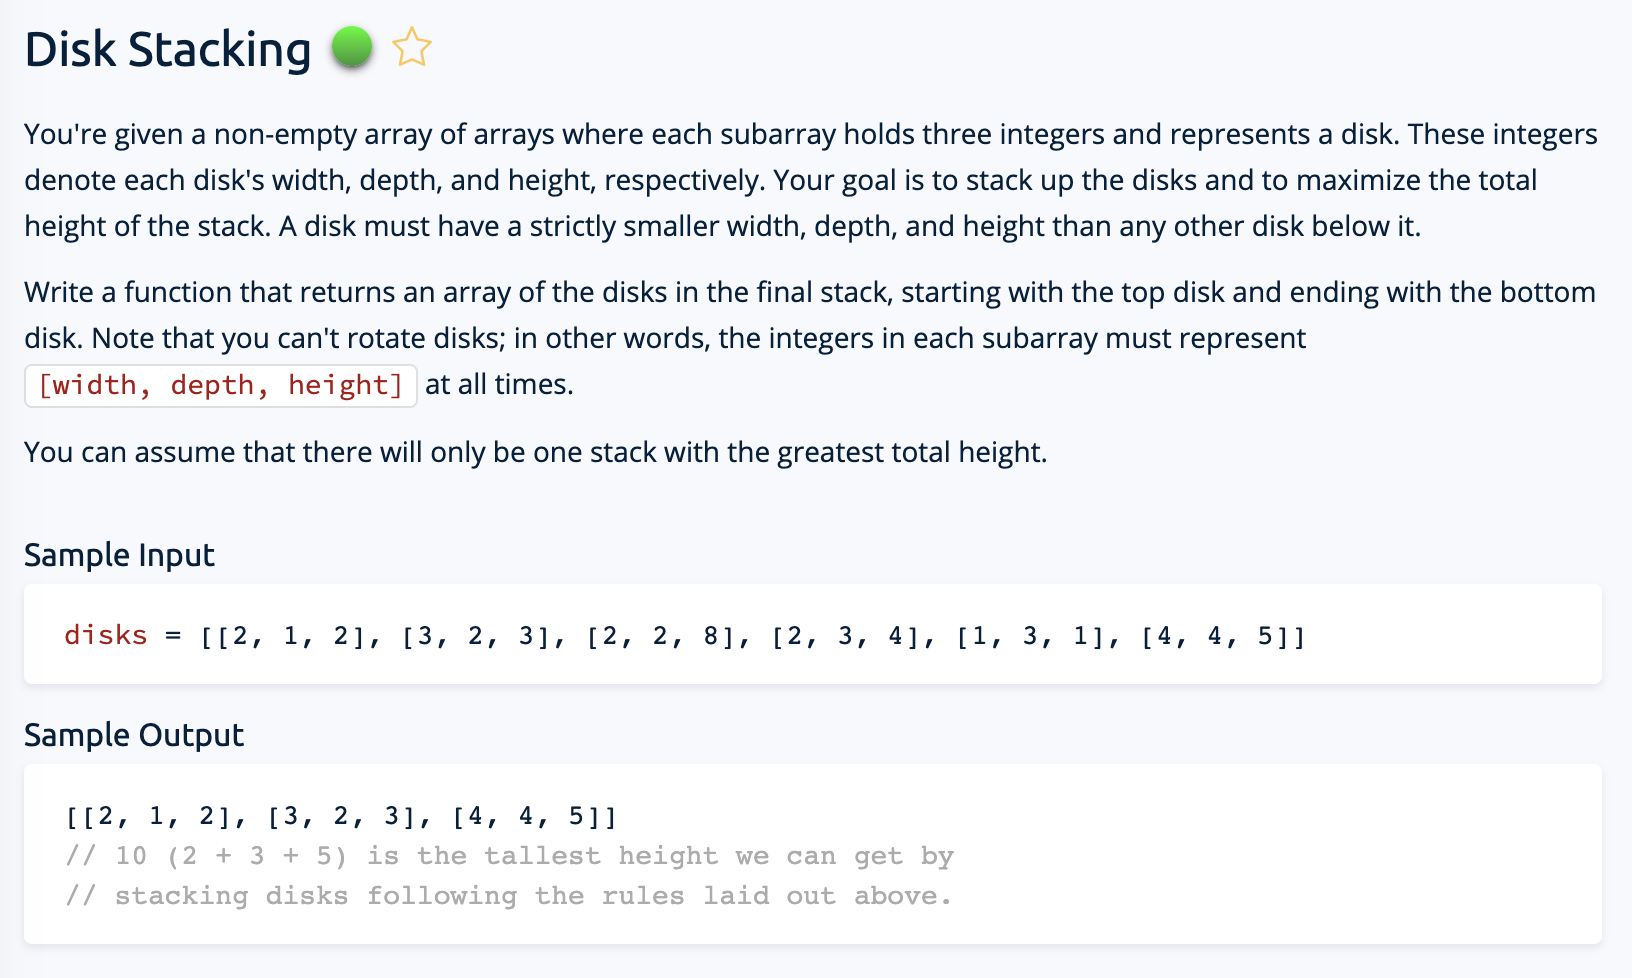 Disk Stacking
You're given a non-empty array of arrays where each subarray holds three integers and represents a disk. These integers
denote each disk's width, depth, and height, respectively. Your goal is to stack up the disks and to maximize the total
height of the stack. A disk must have a strictly smaller width, depth, and height than any other disk below it.
Write a function that returns an array of the disks in the final stack, starting with the top disk and ending with the bottom
disk. Note that you can't rotate disks; in other words, the integers in each subarray must represent
[width, depth, height] at all times.
You can assume that there will only be one stack with the greatest total height.
Sample Input
disks = [[2, 1, 2], [3, 2, 3], [2, 2, 8], [2, 3, 4], [1, 3, 1], [4, 4, 5]]
Sample Output
[[2, 1, 2], [3, 2, 3], [4, 4, 5]]
// 10 (2 + 3 + 5) is the tallest height we can get by
// stacking disks following the rules laid out above.